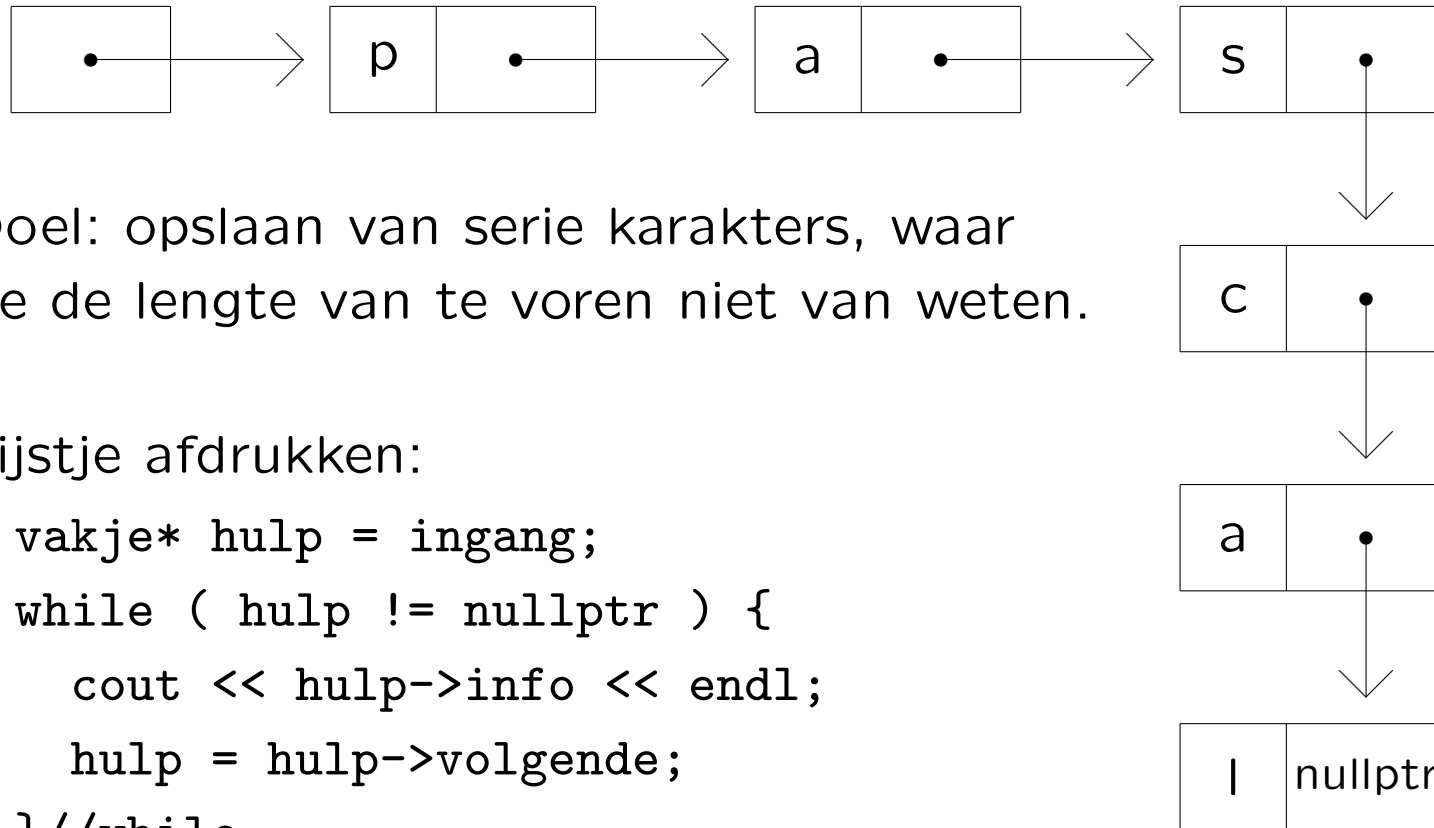 p
a
s
oel: opslaan van serie karakters, waar
e de lengte van te voren niet van weten.
c
ijstje afdrukken:
a
vakje* hulp = ingang;
while ( hulp != nullptr ) {
cout << hulp->info << endl;
hulp = hulp->volgende;
l nullptr
}//while